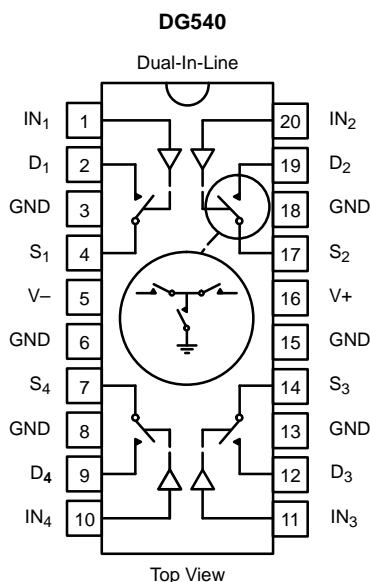 DG540
Dual-In-Line
IN1 1 20 IN2
D1 2 19 D2
GND 3 18 GND
S1 4 17 S2
V– 5 16 V+
GND 6 15 GND
S4 7 14 S3
GND 8 13 GND
D4 9 12 D3
IN4 10 11 IN3
Top View